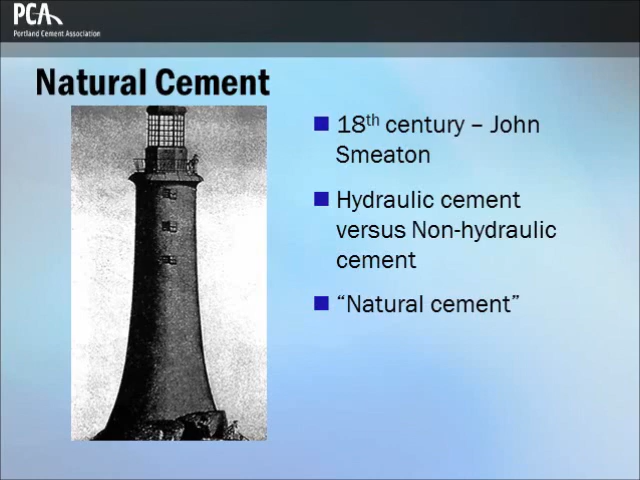 PCA
Portland Cement Association
Natural Cement
■ 18th century – John
Smeaton
■ Hydraulic cement
versus Non-hydraulic
cement
■ “Natural cement”